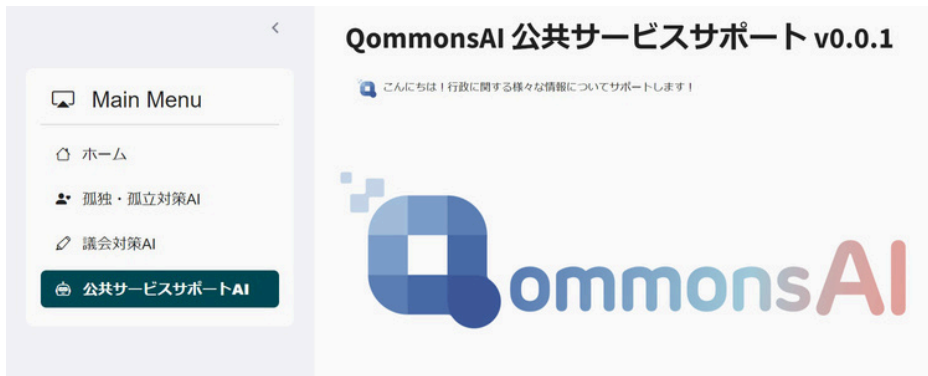 QommonsAI 公共サービスサポート v0.0.1
こんにちは！行政に関する様々な情報についてサポートします！
Main Menu
ホーム
孤独・孤立対策AI
議会対策AI
公共サービスサポートAI
QommonsAI